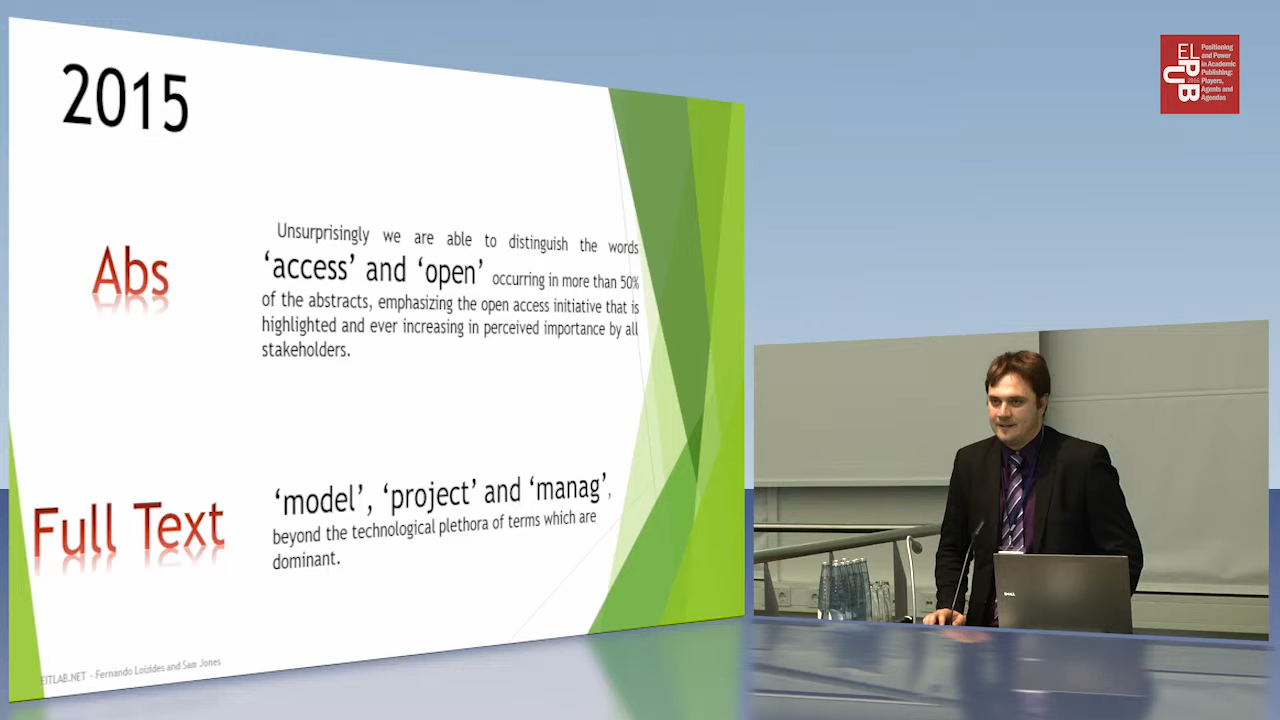 2015
Abs
Unsurprisingly we are able to distinguish the words
‘access’ and ‘open’ occurring in more than 50%
of the abstracts, emphasizing the open access initiative that is
highlighted and ever increasing in perceived importance by all
stakeholders.
Full Text
‘model’, ‘project’ and ‘manag’,
beyond the technological plethora of terms which are
dominant.
EITLAB.NET - Fernando Loizides and Sam Jones
ELPUB
2016
Positioning
and Power
in Academic
Publishing:
Players,
Agents and
Agendas
DELL